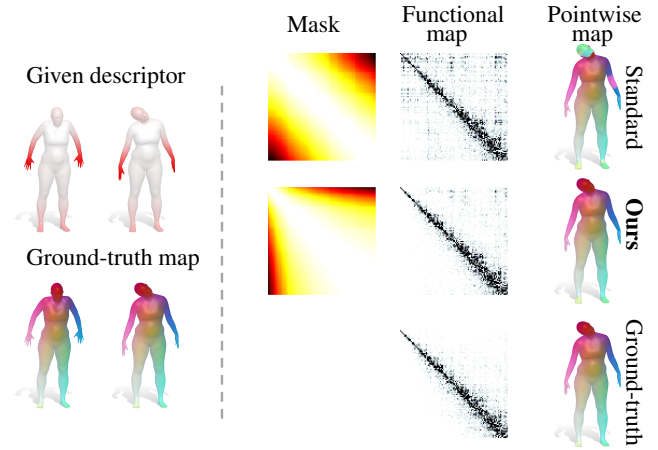 Mask
Functional
map
Pointwise
map
Given descriptor
Standard
Ours
Ground-truth map
Ground-truth